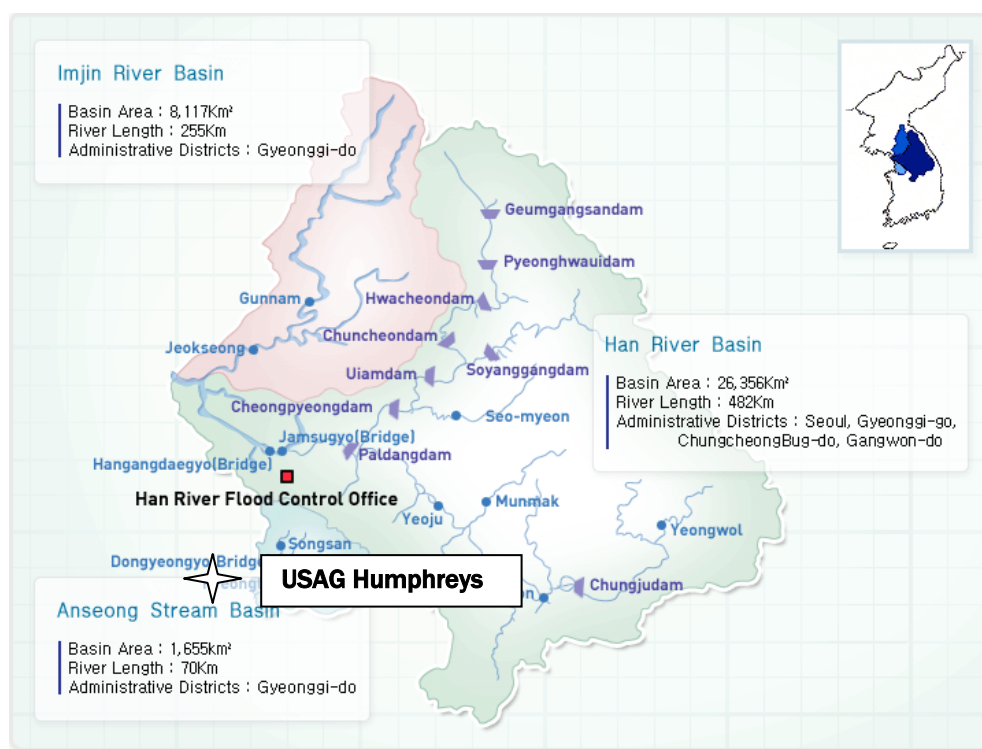 Imjin River Basin
Basin Area : 8,117Km²
River Length : 255Km
Administrative Districts : Gyeonggi-do
Geumgangsandam
Pyeonghwauidam
Gunnam
Hwacheondam
Chuncheondam
Jeokseong
Soyanggangdam
Uiamdam
Han River Basin
Basin Area : 26,356Km²
River Length : 482Km
Administrative Districts : Seoul, Gyeonggi-go,
ChungcheongBug-do, Gangwon-do
Cheongpyeongdam
Seo-myeon
Jamsugyo(Bridge)
Paldangdam
Hangangdaegyo(Bridge)
Han River Flood Control Office
Munmak
Yeoju
Yeongwol
Songsan
Dongyeongyo(Bridge
USAG Humphreys
Chungjudam
Anseong Stream Basin
Basin Area : 1,655km²
River Length : 70Km
Administrative Districts : Gyeonggi-do